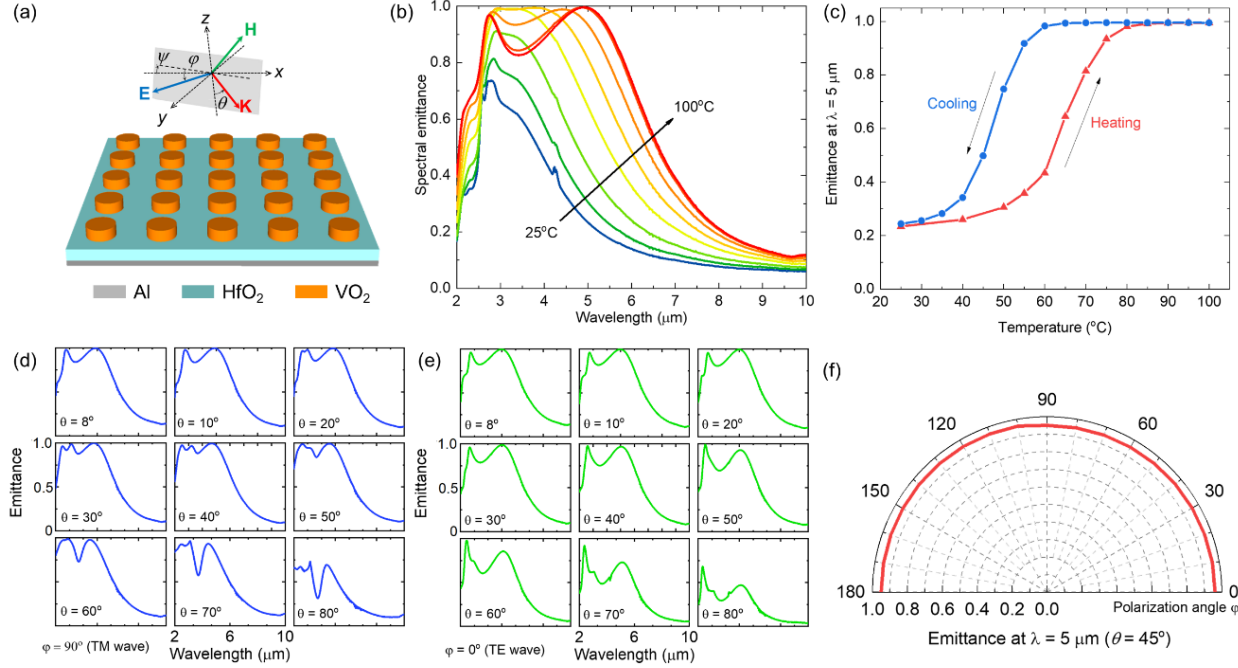 (a)
z
H
ψ
φ
x
E
y
θ
K
Al
HfO₂
VO₂
(b)
1.0
0.8
0.6
0.4
0.2
0.0
Spectral emittance
100°C
25°C
2 3 4 5 6 7 8 9 10
Wavelength (μm)
(c)
1.0
0.8
0.6
0.4
0.2
0.0
Emittance at λ = 5 μm
Cooling
Heating
20 30 40 50 60 70 80 90 100
Temperature (°C)
(d)
θ = 8° θ = 10° θ = 20°
1.0
0.5
0
Emittance
θ = 30° θ = 40° θ = 50°
θ = 60° θ = 70° θ = 80°
2 6 10
φ = 90° (TM wave) Wavelength (μm)
(e)
θ = 8° θ = 10° θ = 20°
1.0
0.5
0
θ = 30° θ = 40° θ = 50°
θ = 60° θ = 70° θ = 80°
2 6 10
φ = 0° (TE wave) Wavelength (μm)
(f)
90
120 60
150 30
180 0
1.0 0.8 0.6 0.4 0.2 0.0 Polarization angle φ
Emittance at λ = 5 μm (θ = 45°)